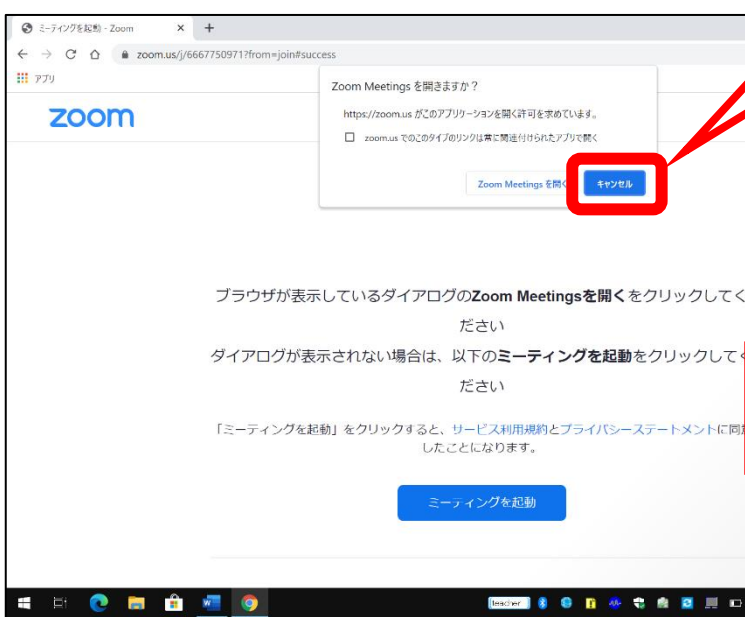 ミーティングを起動 - Zoom
zoom.us/j/6667750971?from=join#success
アプリ
zoom
Zoom Meetings を開きますか？
https://zoom.us がこのアプリケーションを開く許可を求めています。
zoom.us でのこのタイプのリンクは常に関連付けられたアプリで開く
Zoom Meetings を開く キャンセル
ブラウザが表示しているダイアログのZoom Meetingsを開くをクリックしてく
ださい
ダイアログが表示されない場合は、以下のミーティングを起動をクリックしてく
ださい
「ミーティングを起動」をクリックすると、サービス利用規約とプライバシーステートメントに同意
したことになります。
ミーティングを起動
teacher